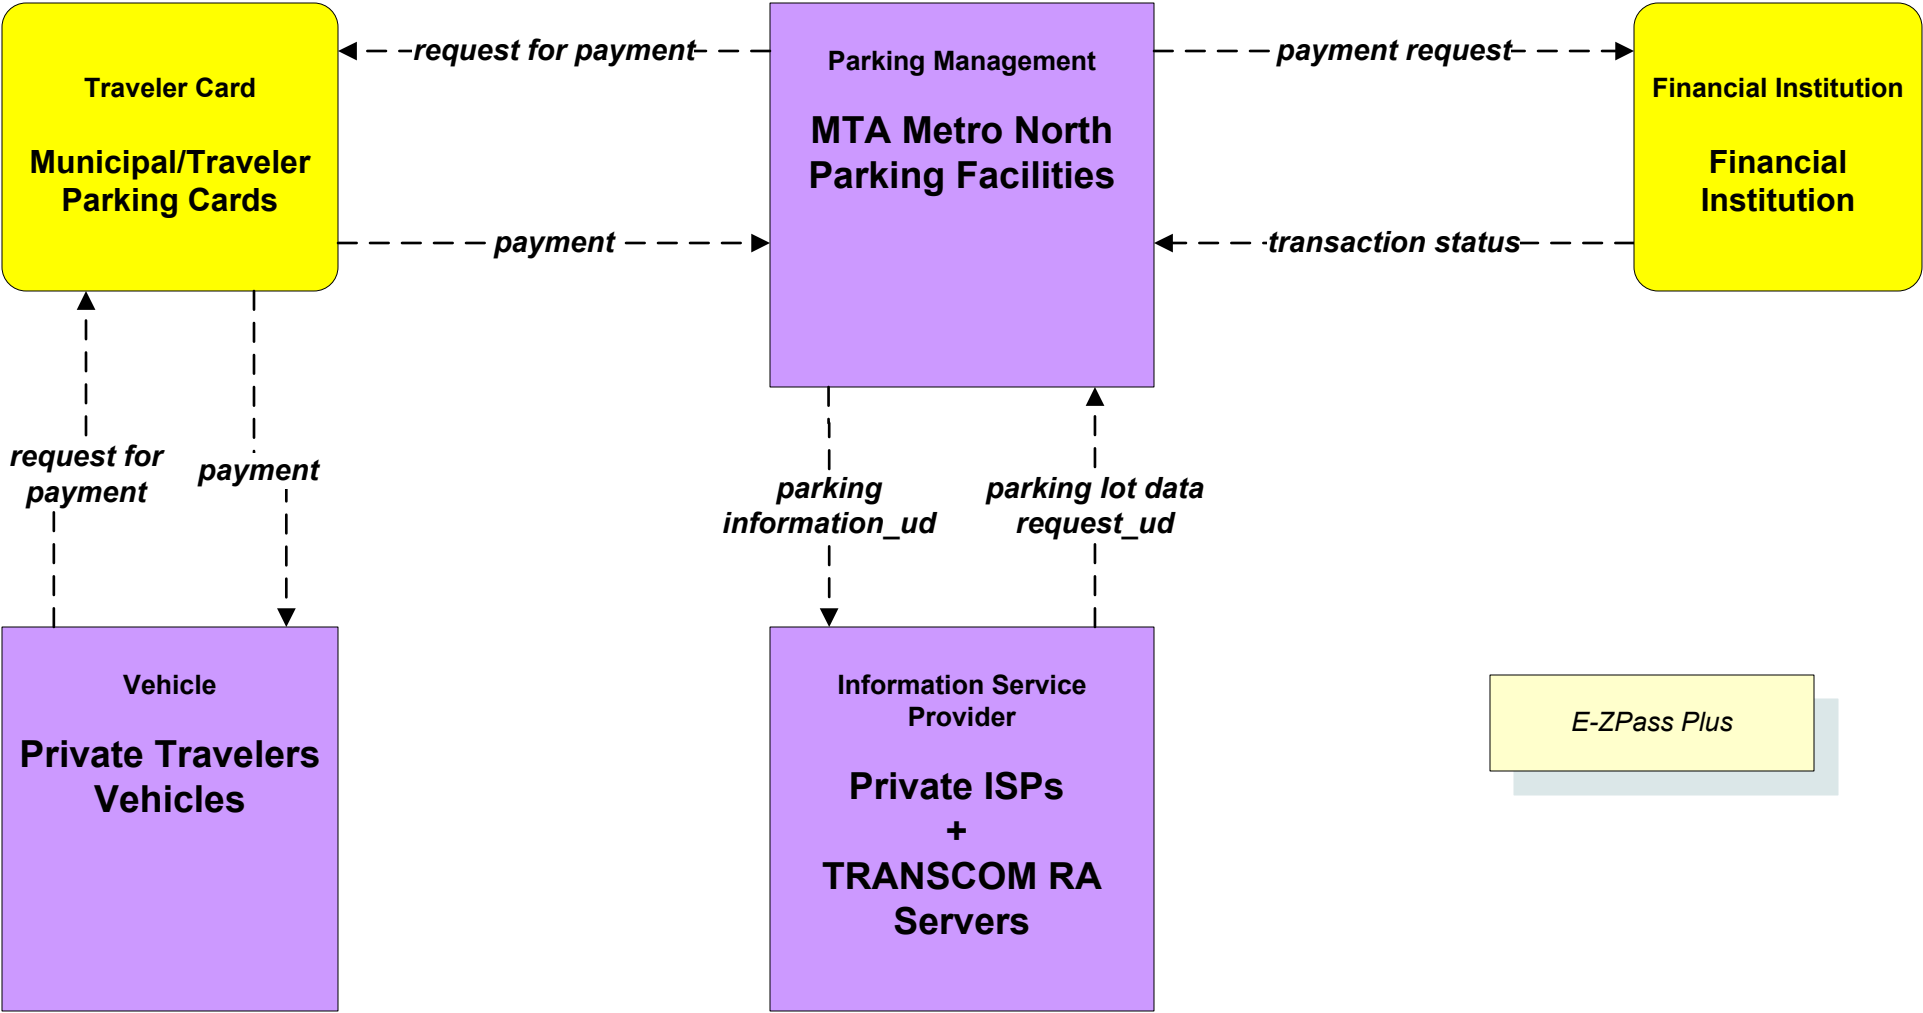 request for payment
Parking Management
payment request
Traveler Card
Financial Institution
MTA Metro North
Parking Facilities
Municipal/Traveler
Parking Cards
Financial
Institution
payment
transaction status
request for
payment
payment
parking
information_ud
parking lot data
request_ud
Vehicle
Private Travelers
Vehicles
Information Service
Provider
Private ISPs
+
TRANSCOM RA
Servers
E-ZPass Plus